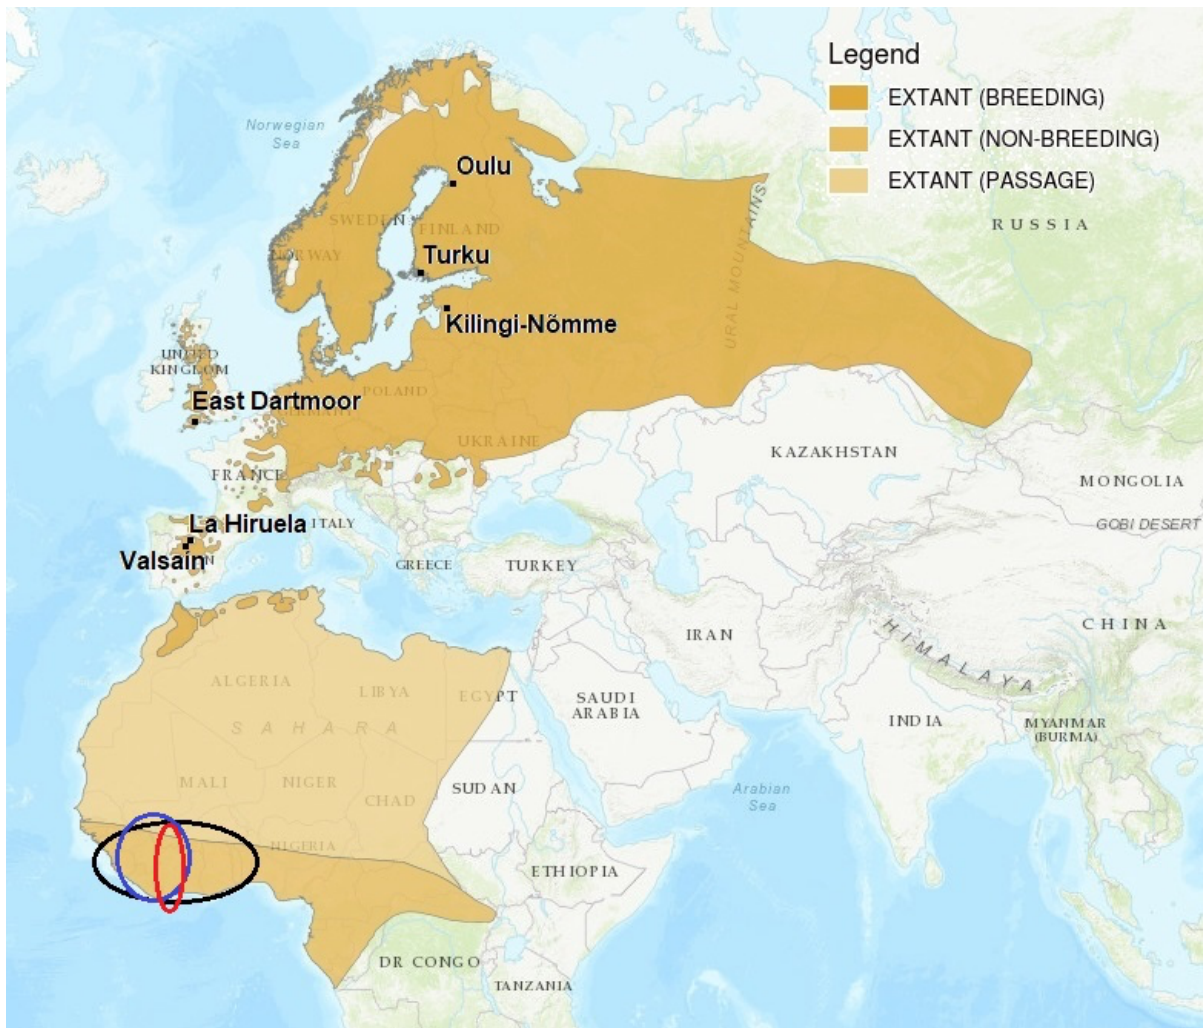 Legend
EXTANT (BREEDING)
EXTANT (NON-BREEDING)
EXTANT (PASSAGE)
Norwegian
Sea
Oulu
SWEDEN
FINLAND
NORWAY
Turku
Kilingi-Nõmme
URAL MOUNTAINS
RUSSIA
UNITED
KINGDOM
POLAND
East Dartmoor
GERMANY
UKRAINE
FRANCE
KAZAKHSTAN
MONGOLIA
GOBI DESERT
La Hiruela
ITALY
Valsain
GREECE
TURKEY
IRAN
CHINA
HIMALAYA
ALGERIA
LIBYA
EGYPT
SAUDI
ARABIA
SAHARA
INDIA
MYANMAR
(BURMA)
MALI
NIGER
CHAD
SUDAN
Arabian
Sea
NIGERIA
ETHIOPIA
DR CONGO
TANZANIA